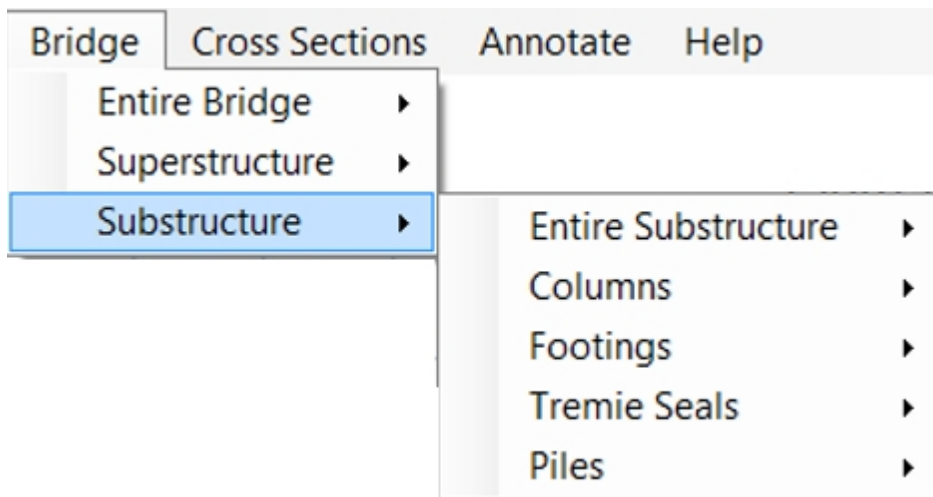 Bridge Cross Sections Annotate Help
Entire Bridge
Superstructure
Substructure
Entire Substructure
Columns
Footings
Tremie Seals
Piles